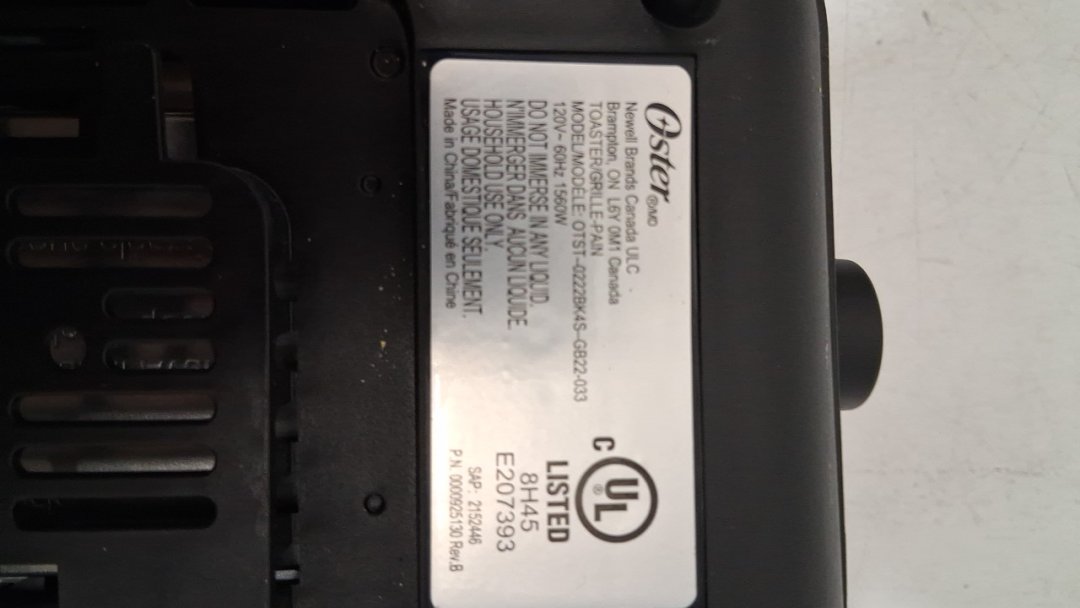 Oster ®/MD
Newell Brands Canada ULC
Brampton, ON L6Y 0M1 Canada
TOASTER/GRILLE-PAIN
MODEL/MODÈLE: OTST-0222BK4S-GB22-033
120V~ 60Hz 1560W
DO NOT IMMERSE IN ANY LIQUID.
N'IMMERGER DANS AUCUN LIQUIDE.
HOUSEHOLD USE ONLY.
USAGE DOMESTIQUE SEULEMENT.
Made in China/Fabriqué en Chine
C UL ®
LISTED
8H45
E207393
SAP: 2152446
P.N. 0000925130 Rev.B